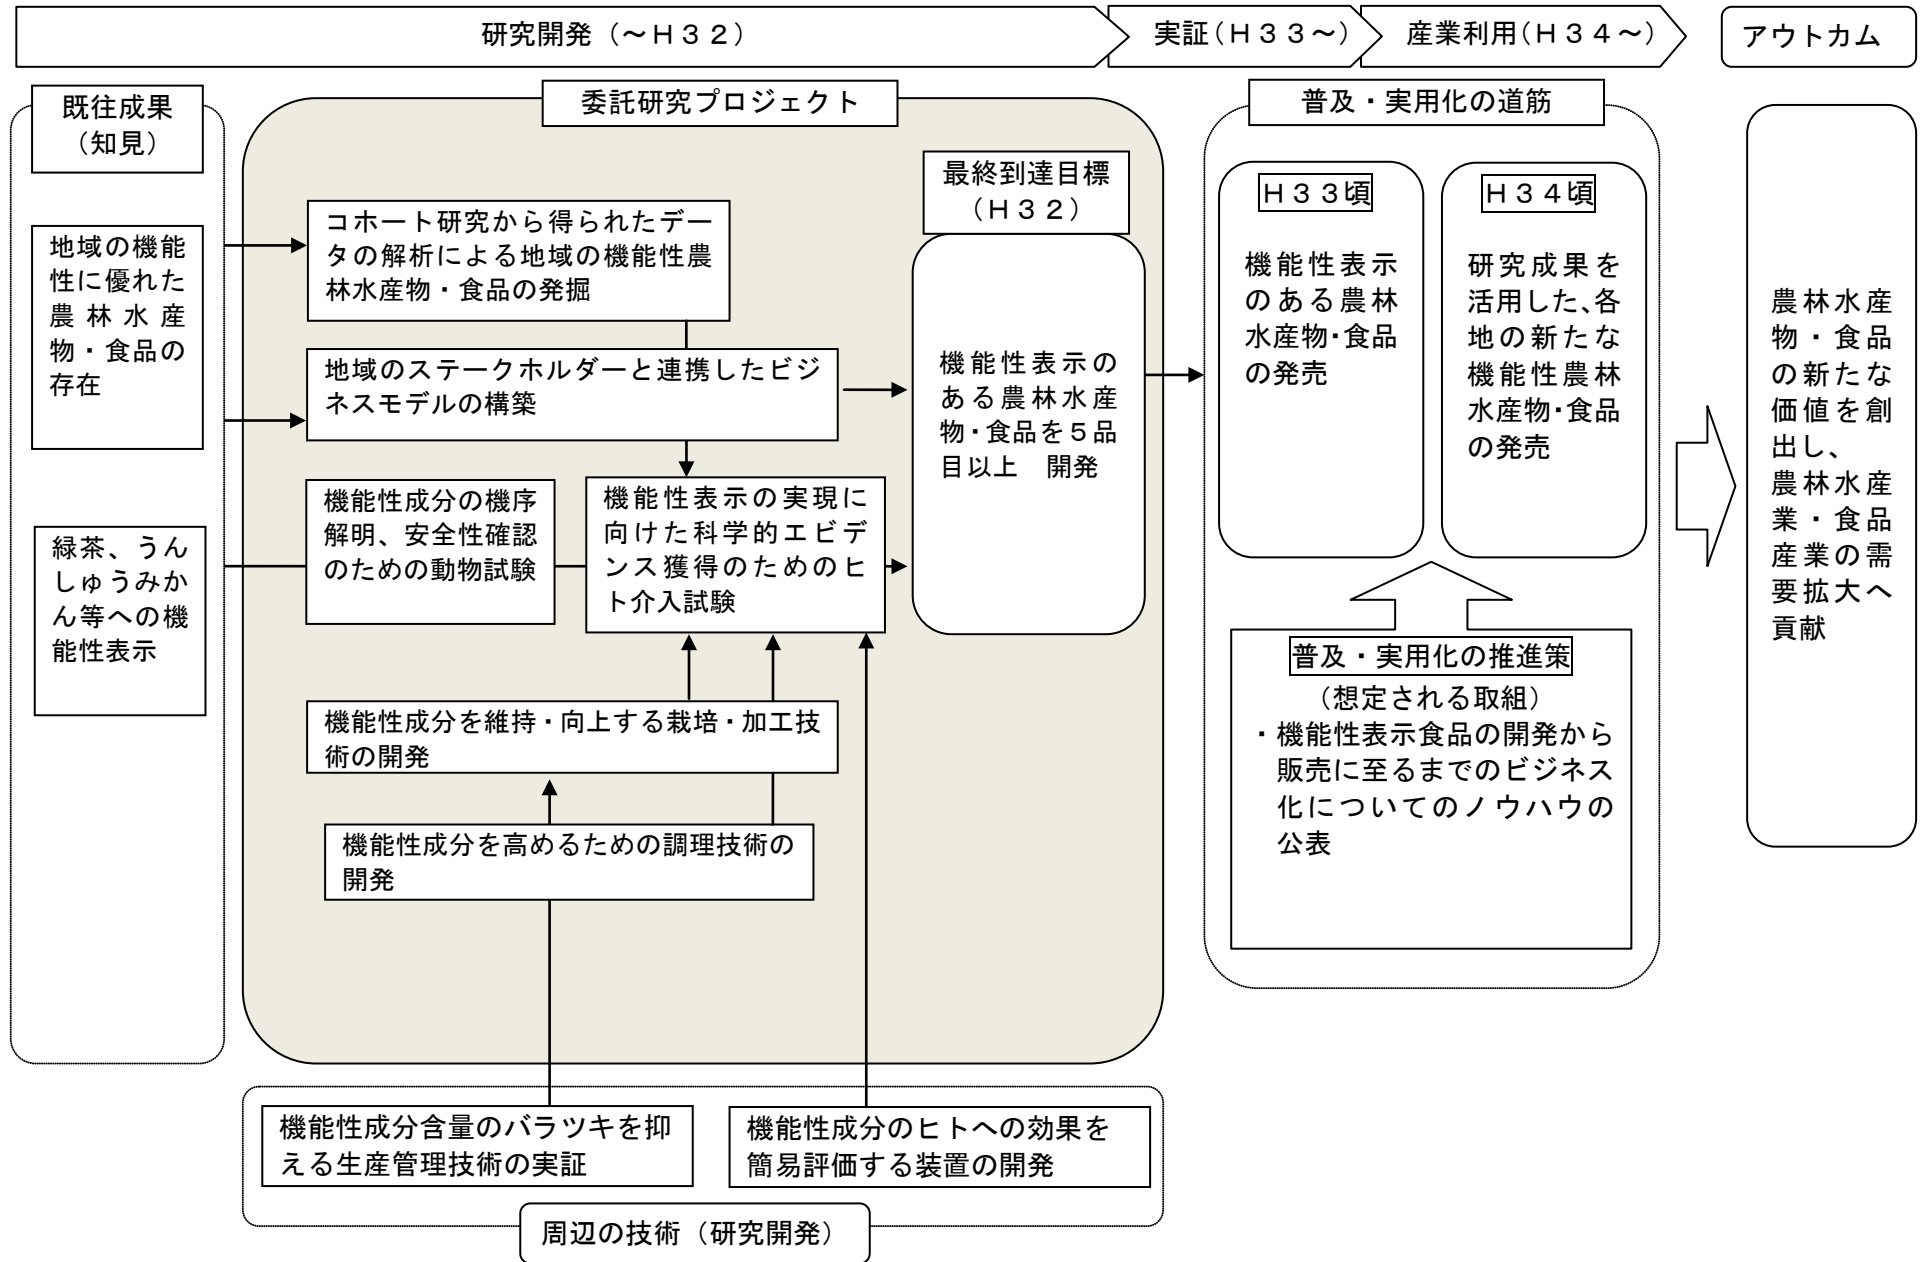 研究開発（～Ｈ３２）
実証（Ｈ３３～）
産業利用（Ｈ３４～）
アウトカム
既往成果
（知見）
地域の機能
性に優れた
農林水産
物・食品の
存在
緑茶、うん
しゅうみか
ん等への機
能性表示
委託研究プロジェクト
コホート研究から得られたデー
タの解析による地域の機能性農
林水産物・食品の発掘
地域のステークホルダーと連携したビジ
ネスモデルの構築
機能性成分の機序
解明、安全性確認
のための動物試験
機能性表示の実現に
向けた科学的エビデ
ンス獲得のためのヒ
ト介入試験
機能性成分を維持・向上する栽培・加工技
術の開発
機能性成分を高めるための調理技術の
開発
最終到達目標
（Ｈ３２）
機能性表示の
ある農林水産
物・食品を５品
目以上　開発
普及・実用化の道筋
Ｈ３３頃
機能性表示
のある農林
水産物・食品
の発売
Ｈ３４頃
研究成果を
活用した、各
地の新たな
機能性農林
水産物・食品
の発売
普及・実用化の推進策
（想定される取組）
・機能性表示食品の開発から
販売に至るまでのビジネス
化についてのノウハウの
公表
農林水産
物・食品
の新たな
価値を創
出し、
農林水産
業・食品
産業の需
要拡大へ
貢献
機能性成分含量のバラツキを抑
える生産管理技術の実証
機能性成分のヒトへの効果を
簡易評価する装置の開発
周辺の技術（研究開発）